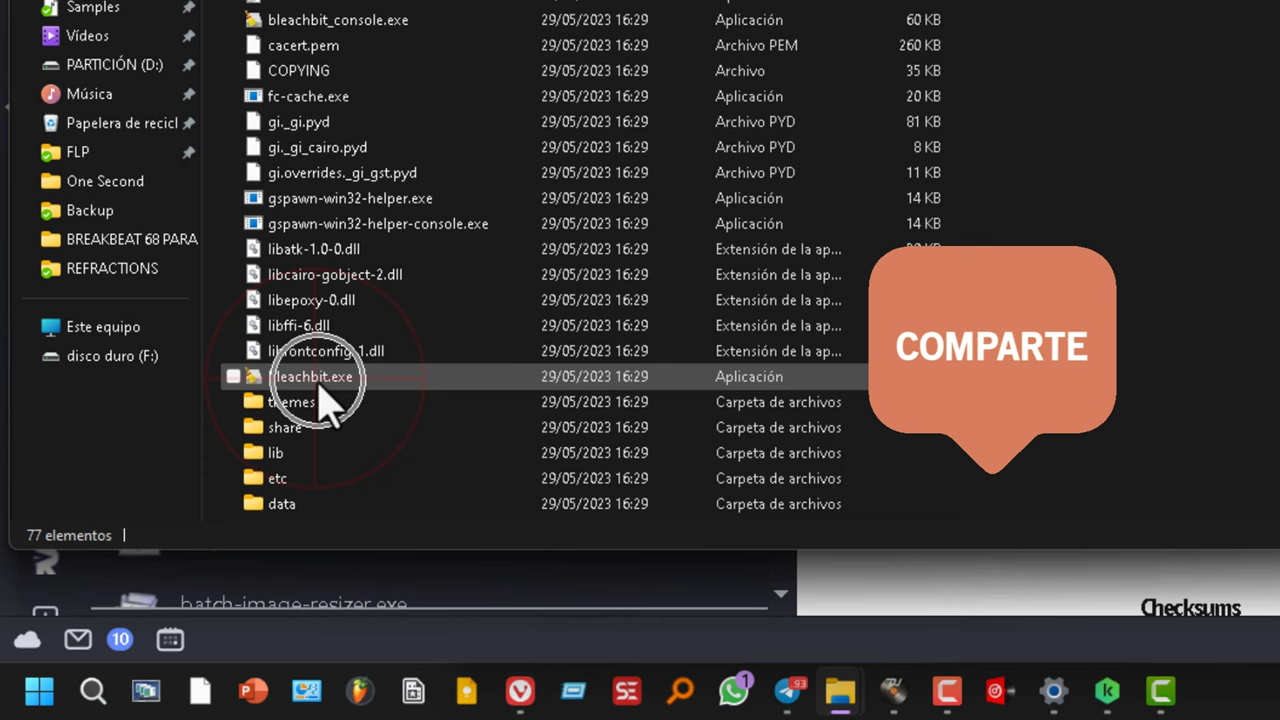 Samples
bleachbit_console.exe 29/05/2023 16:29 Aplicación 60 KB
Vídeos
cacert.pem 29/05/2023 16:29 Archivo PEM 260 KB
PARTICIÓN (D:)
COPYING 29/05/2023 16:29 Archivo 35 KB
Música
fc-cache.exe 29/05/2023 16:29 Aplicación 20 KB
Papelera de recicl
gi._gi.pyd 29/05/2023 16:29 Archivo PYD 81 KB
FLP
gi._gi_cairo.pyd 29/05/2023 16:29 Archivo PYD 8 KB
One Second
gi.overrides._gi_gst.pyd 29/05/2023 16:29 Archivo PYD 11 KB
Backup
gspawn-win32-helper.exe 29/05/2023 16:29 Aplicación 14 KB
BREAKBEAT 68 PARA
gspawn-win32-helper-console.exe 29/05/2023 16:29 Aplicación 14 KB
REFRACTIONS
libatk-1.0-0.dll 29/05/2023 16:29 Extensión de la ap...
libcairo-gobject-2.dll 29/05/2023 16:29 Extensión de la ap...
libepoxy-0.dll 29/05/2023 16:29 Extensión de la ap...
Este equipo
libffi-6.dll 29/05/2023 16:29 Extensión de la ap...
disco duro (F:)
libfontconfig-1.dll 29/05/2023 16:29 Extensión de la ap...
COMPARTE
bleachbit.exe 29/05/2023 16:29 Aplicación
themes 29/05/2023 16:29 Carpeta de archivos
share 29/05/2023 16:29 Carpeta de archivos
lib 29/05/2023 16:29 Carpeta de archivos
etc 29/05/2023 16:29 Carpeta de archivos
data 29/05/2023 16:29 Carpeta de archivos
77 elementos
batch-image-resizer.exe
Checksums
10
SE
1
93